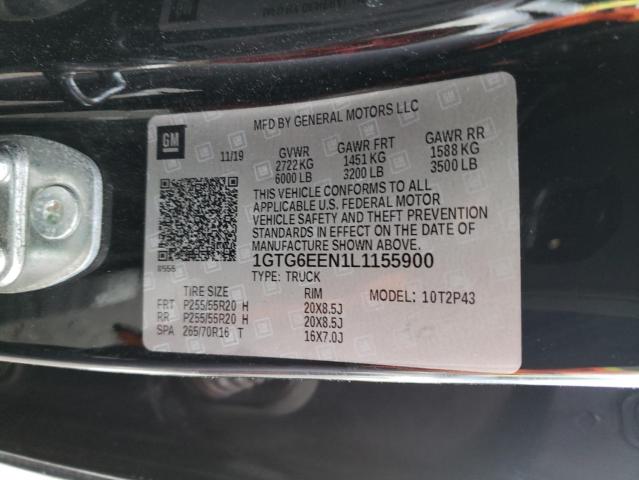 MFD BY GENERAL MOTORS LLC
GM
11/19 GVWR GAWR FRT GAWR RR
2722 KG 1451 KG 1588 KG
6000 LB 3200 LB 3500 LB
THIS VEHICLE CONFORMS TO ALL
APPLICABLE U.S. FEDERAL MOTOR
VEHICLE SAFETY AND THEFT PREVENTION
STANDARDS IN EFFECT ON THE DATE OF
MANUFACTURE SHOWN ABOVE.
1GTG6EEN1L1155900
TYPE: TRUCK
TIRE SIZE RIM MODEL: 10T2P43
FRT P255/55R20 H 20X8.5J
RR P255/55R20 H 20X8.5J
SPA 265/70R16 T 16X7.0J